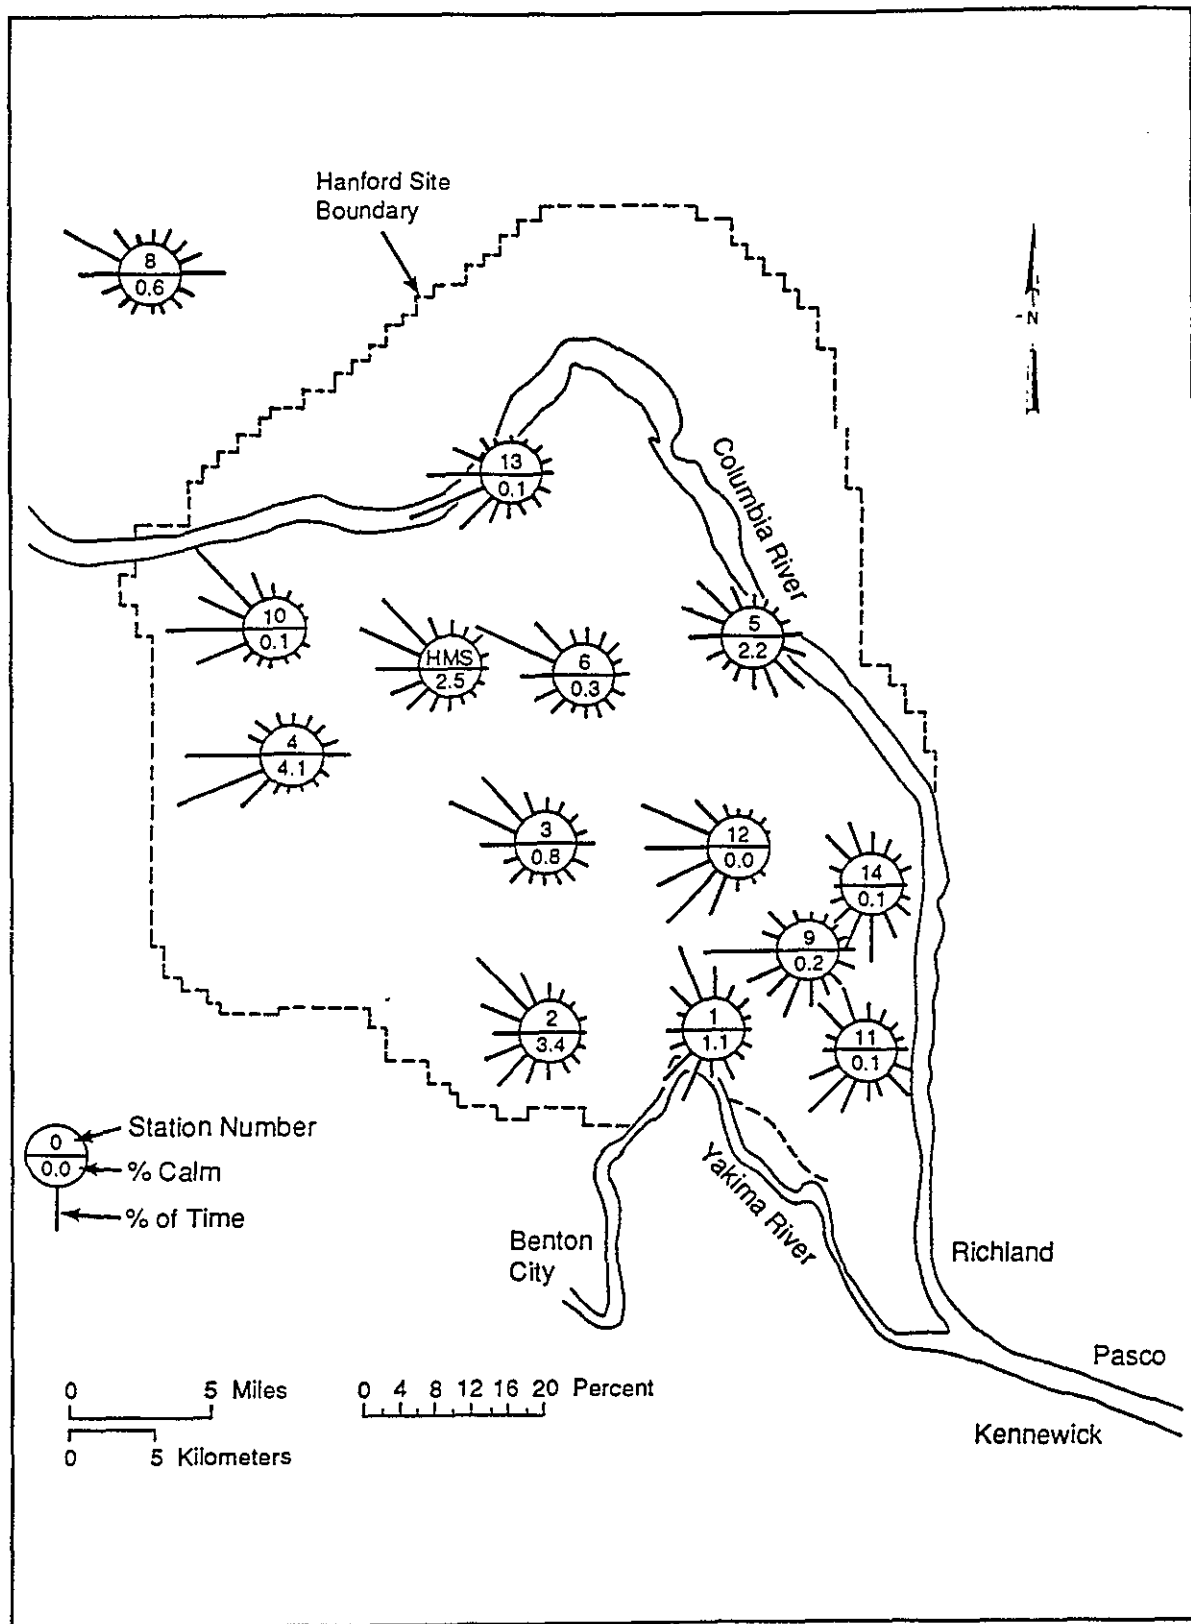 Hanford Site
Boundary
8
0.6
N
13
0.1
Columbia River
10
0.1
HMS
2.5
6
0.3
5
2.2
4
4.1
3
0.8
12
0.0
14
0.1
9
0.2
2
3.4
1
1.1
11
0.1
0
0.0
Station Number
% Calm
% of Time
Yakima River
Benton
City
Richland
Pasco
Kennewick
0 5 Miles
0 5 Kilometers
0 4 8 12 16 20 Percent